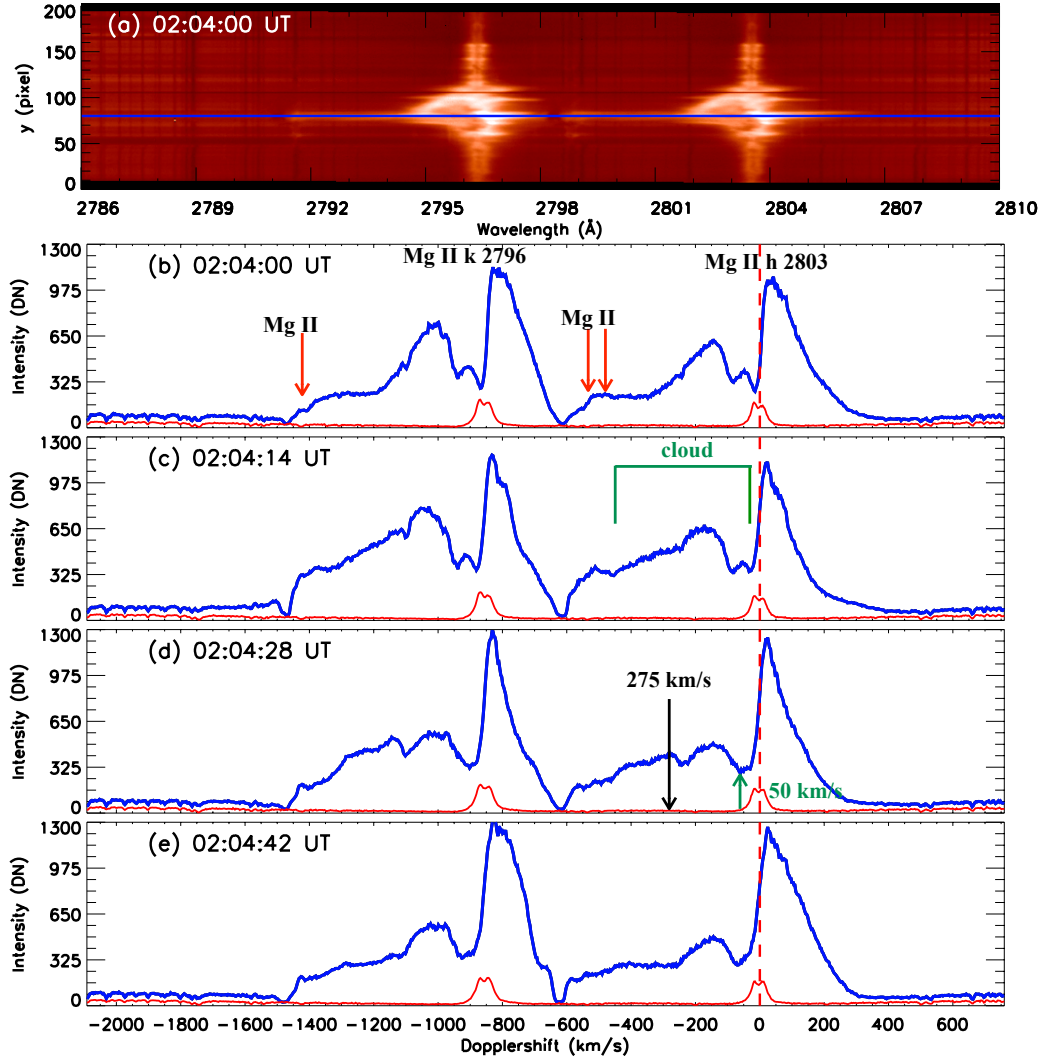 200
150
100
50
0
y (pixel)
(a) 02:04:00 UT
2786 2789 2792 2795 2798 2801 2804 2807 2810
Wavelength (Å)
1300
975
650
325
0
Intensity (DN)
(b) 02:04:00 UT
Mg II k 2796
Mg II h 2803
Mg II
Mg II
1300
975
650
325
0
Intensity (DN)
(c) 02:04:14 UT
cloud
1300
975
650
325
0
Intensity (DN)
(d) 02:04:28 UT
275 km/s
50 km/s
1300
975
650
325
0
Intensity (DN)
(e) 02:04:42 UT
−2000 −1800 −1600 −1400 −1200 −1000 −800 −600 −400 −200 0 200 400 600
Dopplershift (km/s)